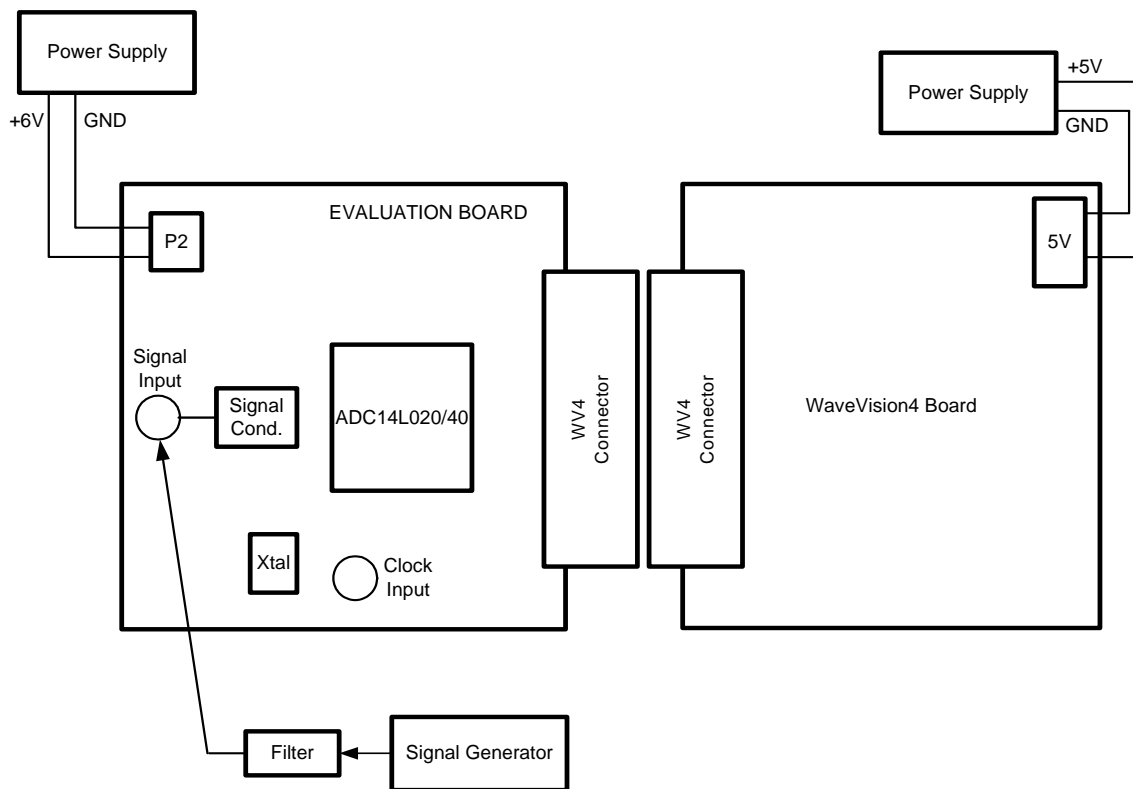 Power Supply
+6V
GND
Power Supply
+5V
GND
EVALUATION BOARD
P2
5V
Signal
Input
Signal
Cond.
ADC14L020/40
WV4
Connector
WV4
Connector
WaveVision4 Board
Xtal
Clock
Input
Filter
Signal Generator